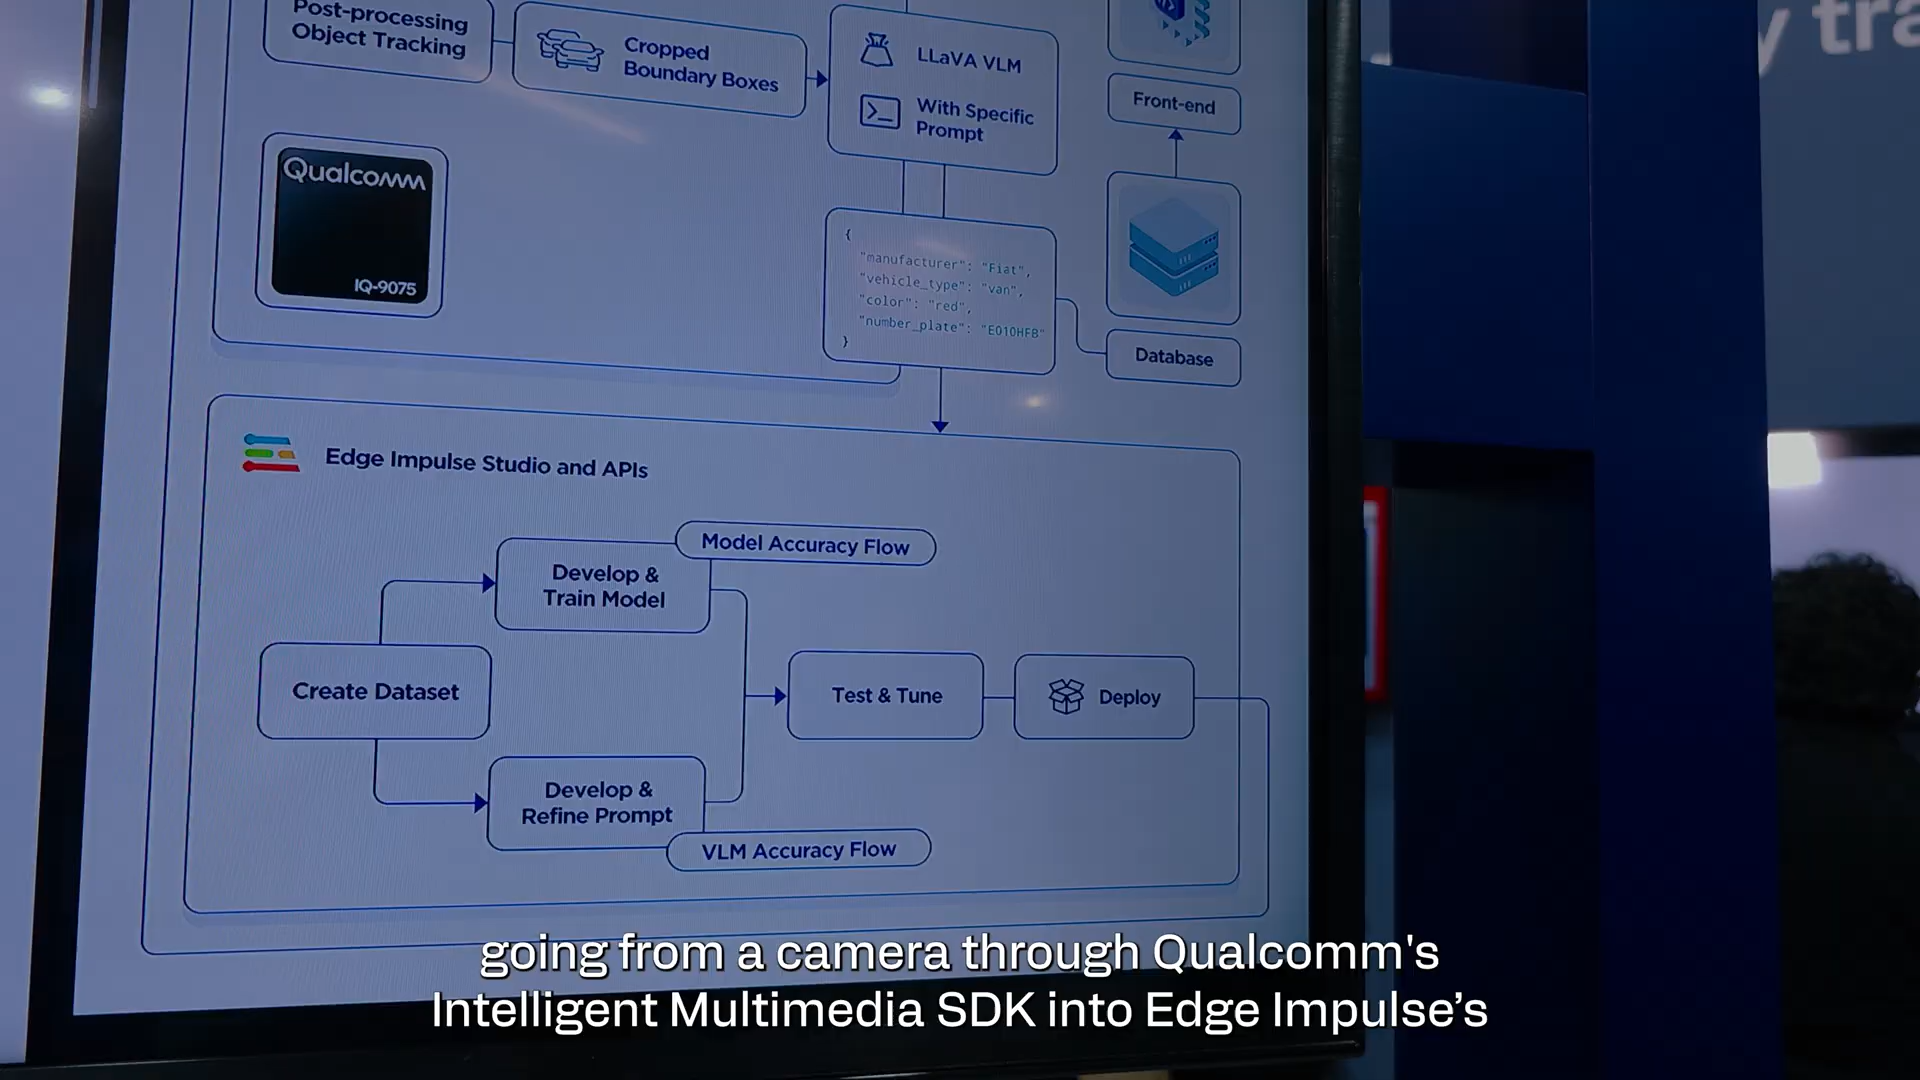 Post-processing
Object Tracking
Cropped
Boundary Boxes
LLaVA VLM
With Specific
Prompt
Front-end
Qualcomm
IQ-9075
{
"manufacturer": "Fiat",
"vehicle_type": "van",
"color": "red",
"number_plate": "EO10HFB"
}
Database
Edge Impulse Studio and APIs
Model Accuracy Flow
Develop &
Train Model
Create Dataset
Test & Tune
Deploy
Develop &
Refine Prompt
VLM Accuracy Flow
going from a camera through Qualcomm's
Intelligent Multimedia SDK into Edge Impulse’s